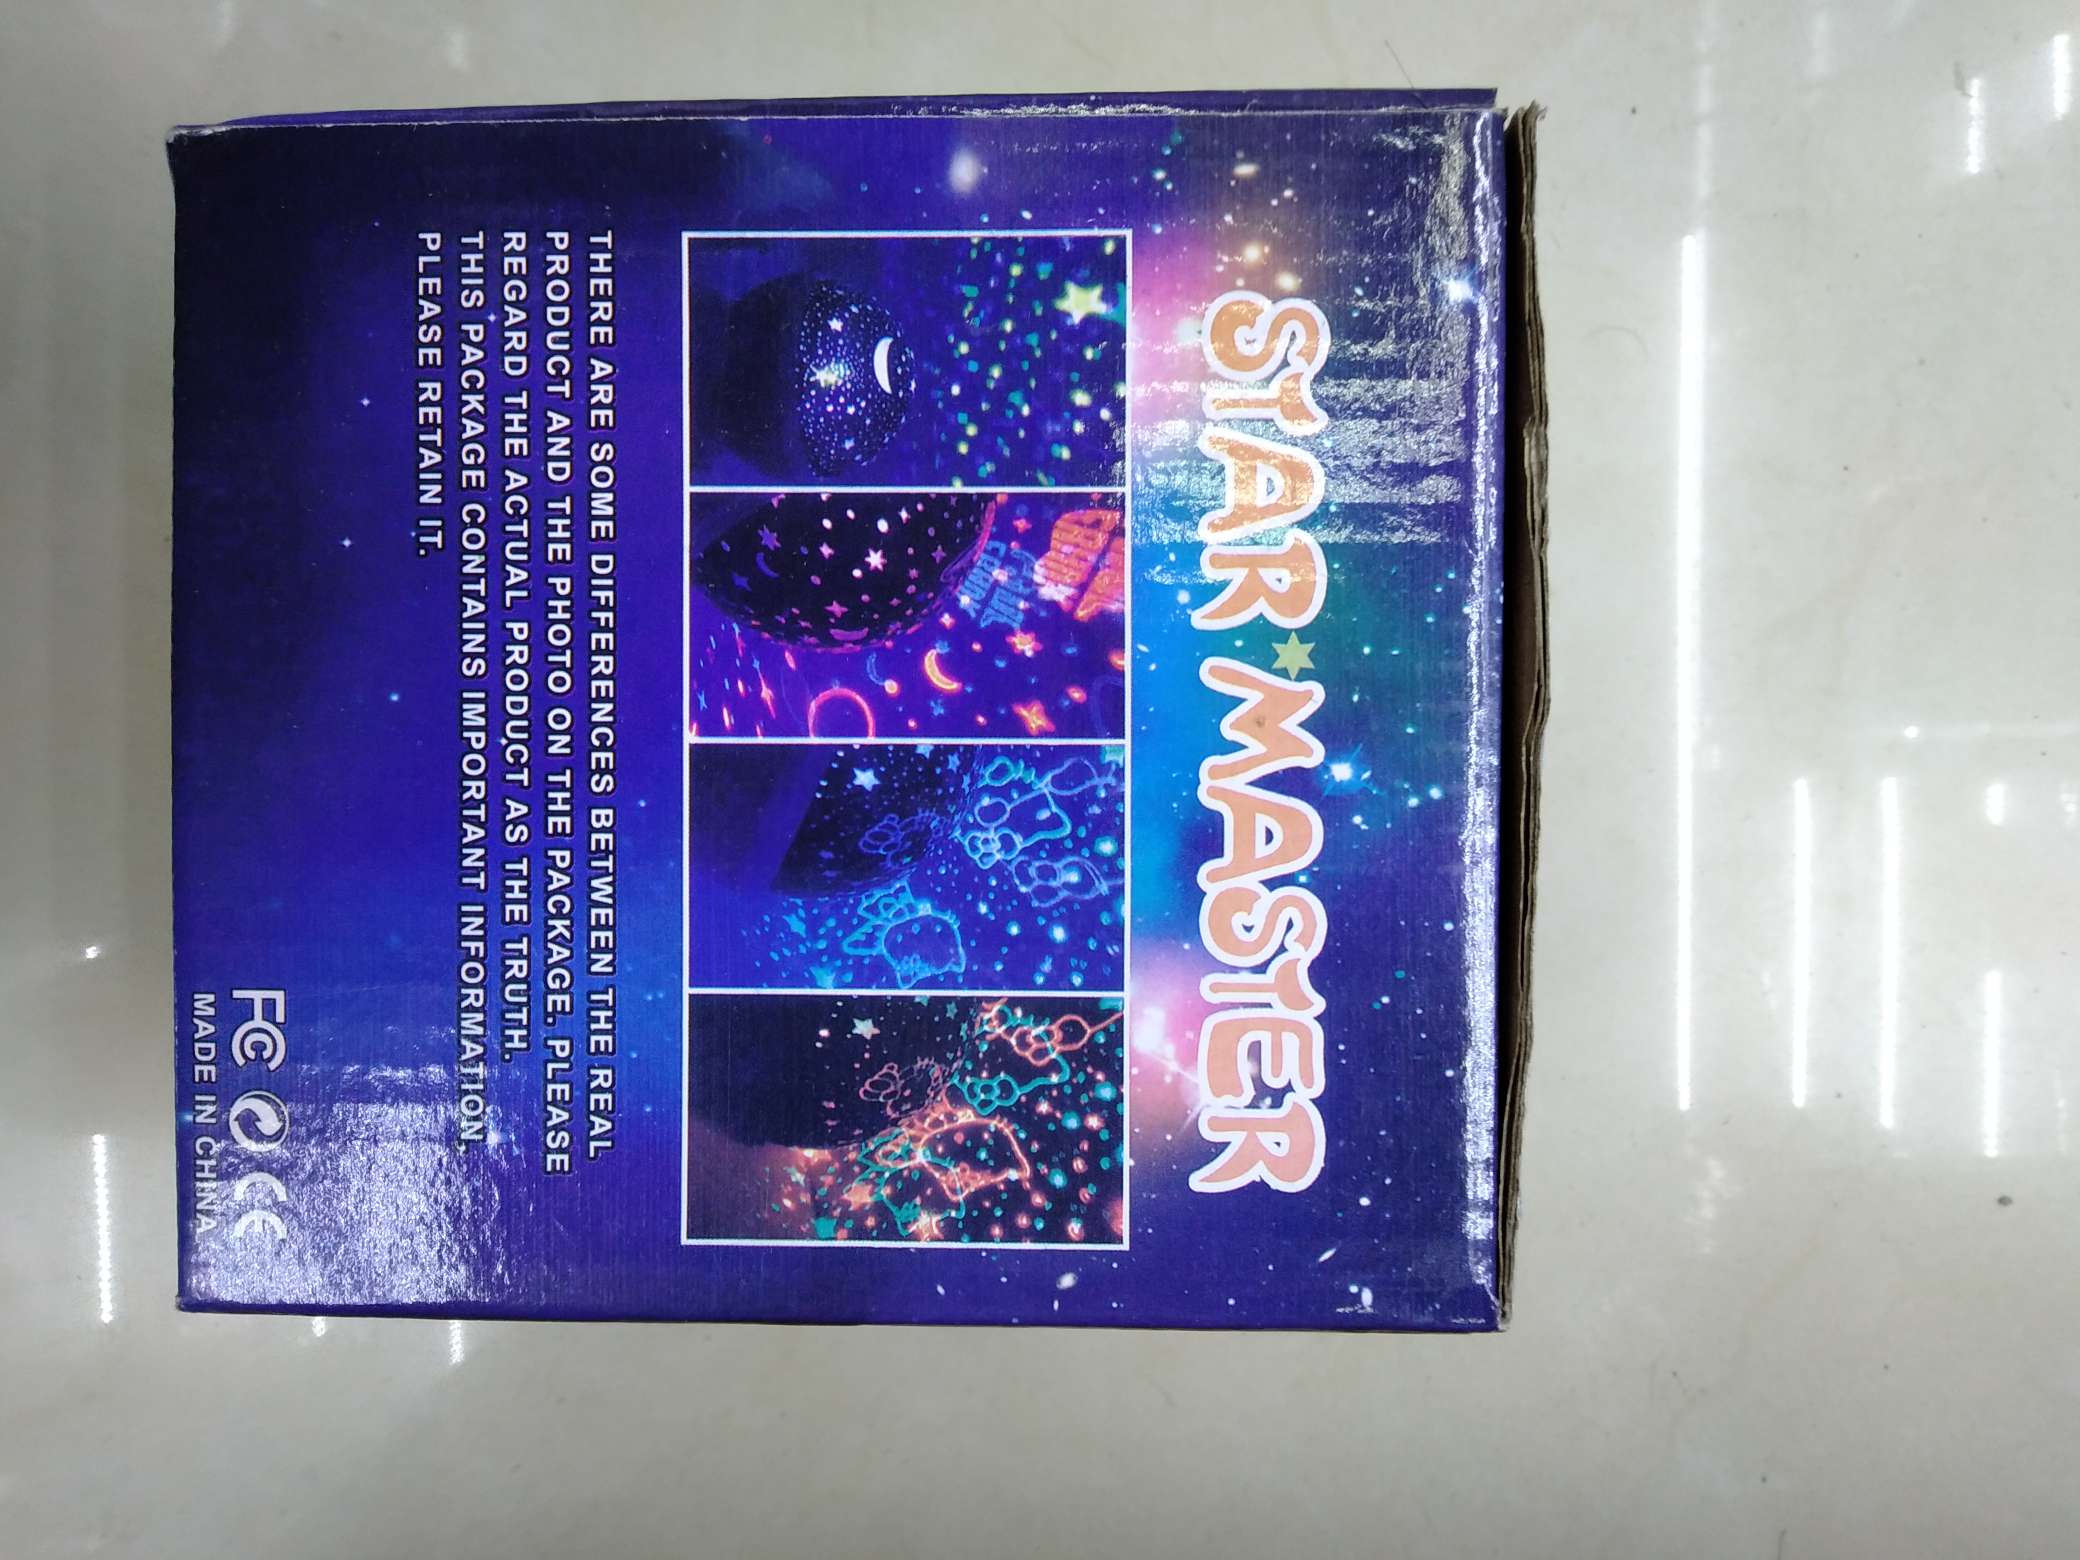 STAR MASTER
THERE ARE SOME DIFFERENCES BETWEEN THE REAL
PRODUCT AND THE PHOTO ON THE PACKAGE. PLEASE
REGARD THE ACTUAL PRODUCT AS THE TRUTH.
THIS PACKAGE CONTAINS IMPORTANT INFORMATION,
PLEASE RETAIN IT.
FC CE
MADE IN CHINA